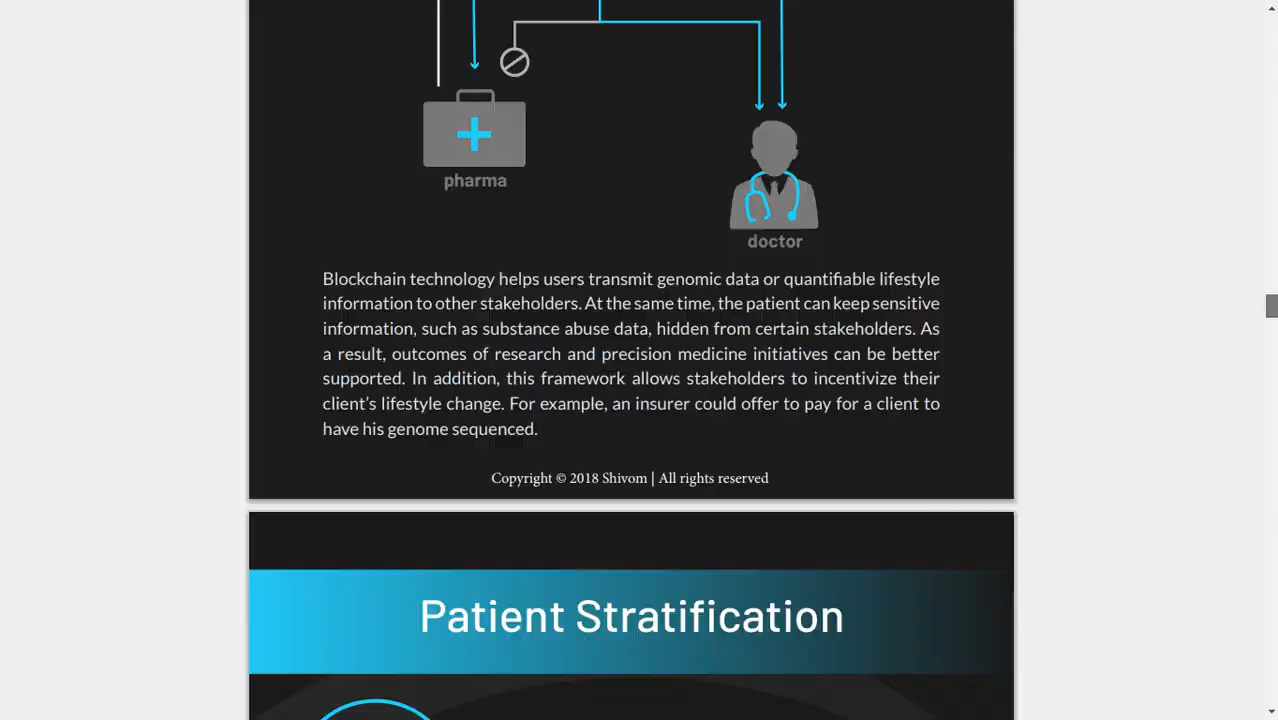 pharma
doctor
Blockchain technology helps users transmit genomic data or quantifiable lifestyle
information to other stakeholders. At the same time, the patient can keep sensitive
information, such as substance abuse data, hidden from certain stakeholders. As
a result, outcomes of research and precision medicine initiatives can be better
supported. In addition, this framework allows stakeholders to incentivize their
client’s lifestyle change. For example, an insurer could offer to pay for a client to
have his genome sequenced.
Copyright © 2018 Shivom | All rights reserved
Patient Stratification